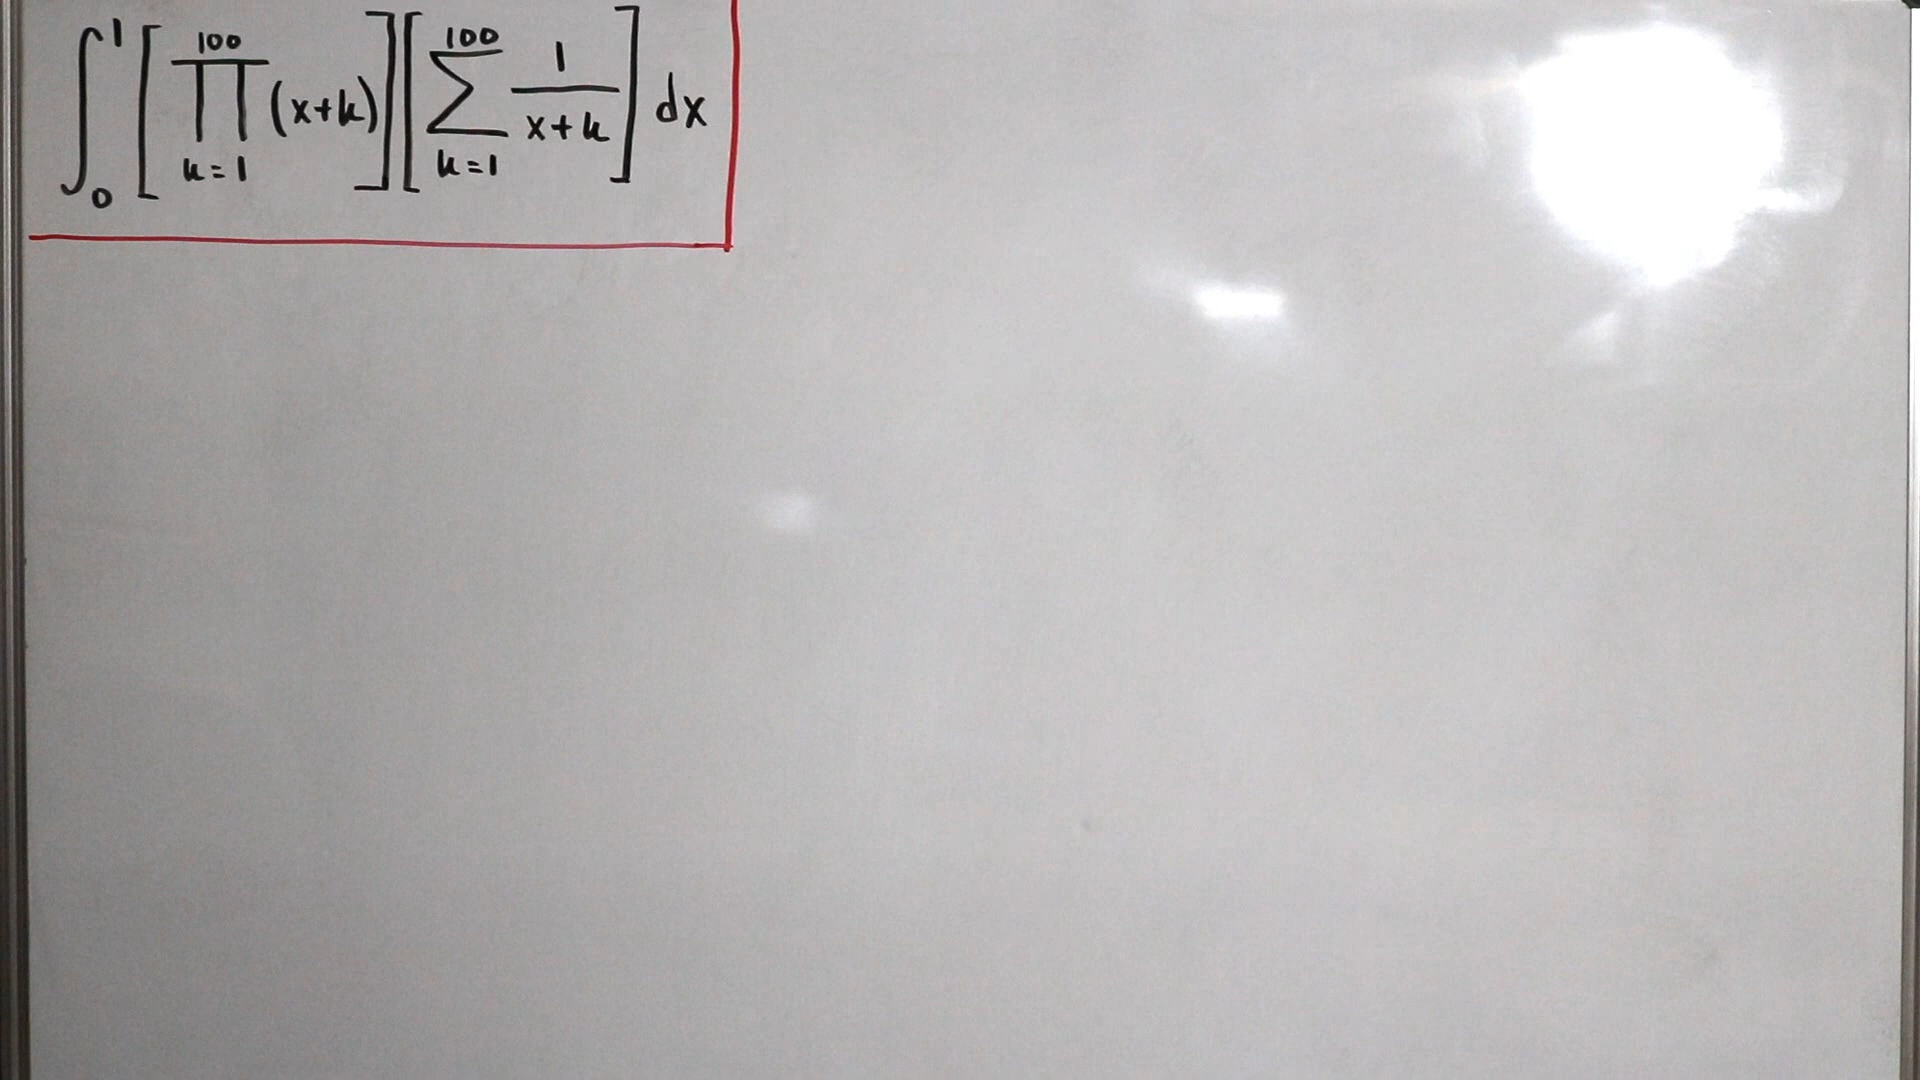 ∫₀¹ [ ∏_{k=1}^{100} (x+k) ] [ ∑_{k=1}^{100} 1/(x+k) ] dx